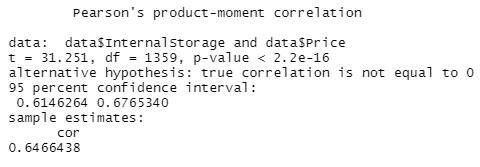 Pearson's product-moment correlation
data:  data$InternalStorage and data$Price
t = 31.251, df = 1359, p-value < 2.2e-16
alternative hypothesis: true correlation is not equal to 0
95 percent confidence interval:
 0.6146264 0.6765340
sample estimates:
      cor
0.6466438